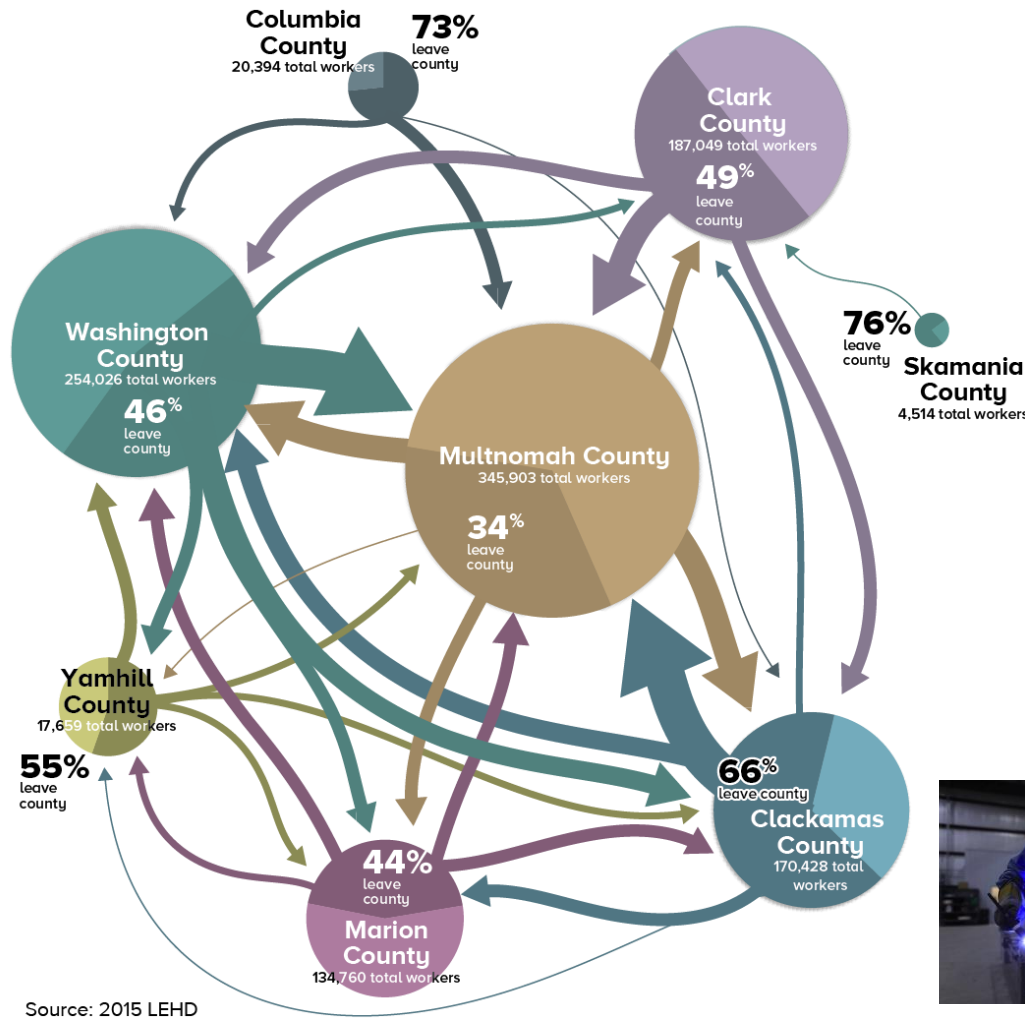 Columbia
County
20,394 total workers
73%
leave
county
Clark
County
187,049 total workers
49%
leave
county
76%
leave
county
Skamania
County
4,514 total workers
Washington
County
254,026 total workers
46%
leave
county
Multnomah County
345,903 total workers
34%
leave
county
Yamhill
County
17,659 total workers
55%
leave
county
66%
leave county
Clackamas
County
170,428 total
workers
44%
leave
county
Marion
County
134,760 total workers
Source: 2015 LEHD